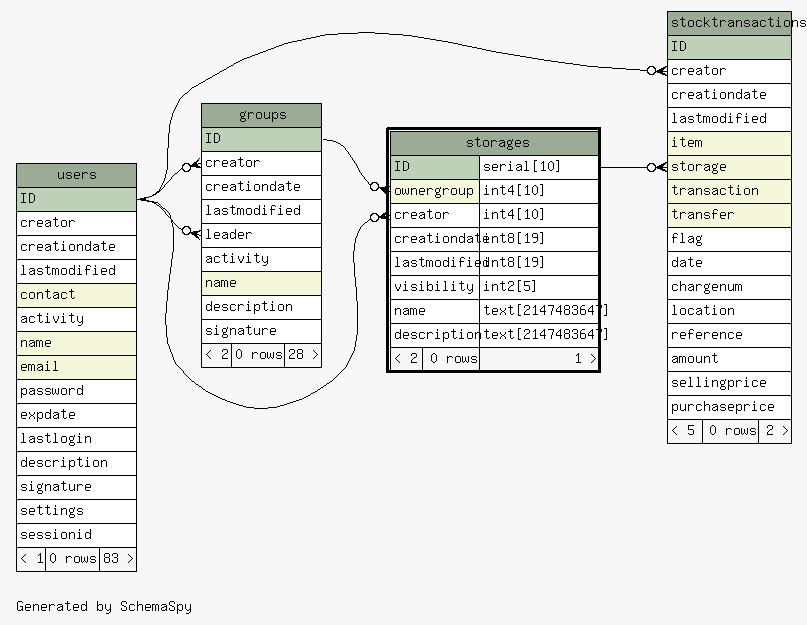 users
ID
creator
creationdate
lastmodified
contact
activity
name
email
password
expdate
lastlogin
description
signature
settings
sessionid
< 1 0 rows 83 >
groups
ID
creator
creationdate
lastmodified
leader
activity
name
description
signature
< 2 0 rows 28 >
storages
ID serial[10]
ownergroup int4[10]
creator int4[10]
creationdate int8[19]
lastmodified int8[19]
visibility int2[5]
name text[2147483647]
description text[2147483647]
< 2 0 rows 1 >
stocktransactions
ID
creator
creationdate
lastmodified
item
storage
transaction
transfer
flag
date
chargenum
location
reference
amount
sellingprice
purchaseprice
< 5 0 rows 2 >
Generated by SchemaSpy